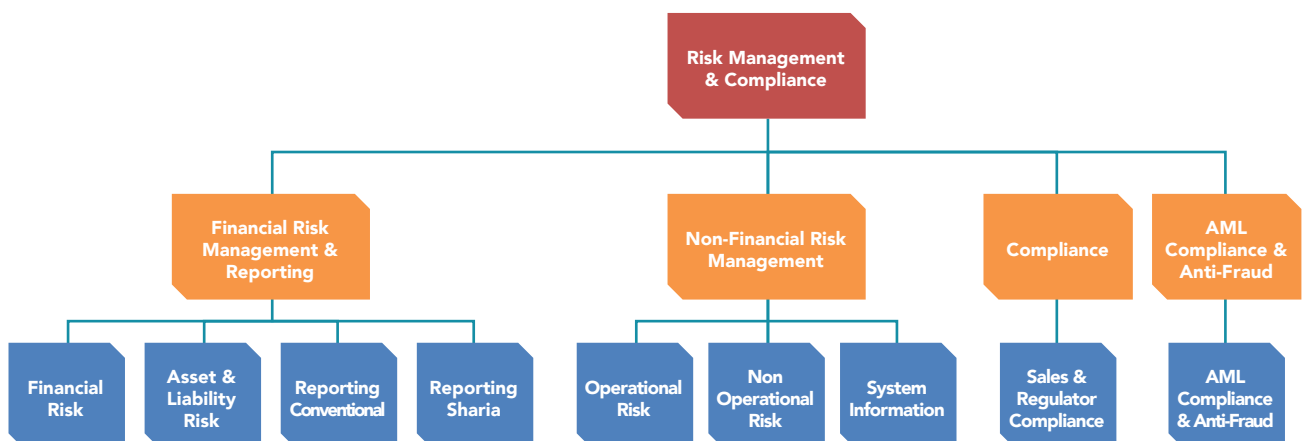 Risk Management
& Compliance
Financial Risk
Management &
Reporting
Non-Financial Risk
Management
Compliance
AML
Compliance &
Anti-Fraud
Financial
Risk
Asset &
Liability
Risk
Reporting
Conventional
Reporting
Sharia
Operational
Risk
Non
Operational
Risk
System
Information
Sales &
Regulator
Compliance
AML
Compliance
& Anti-Fraud